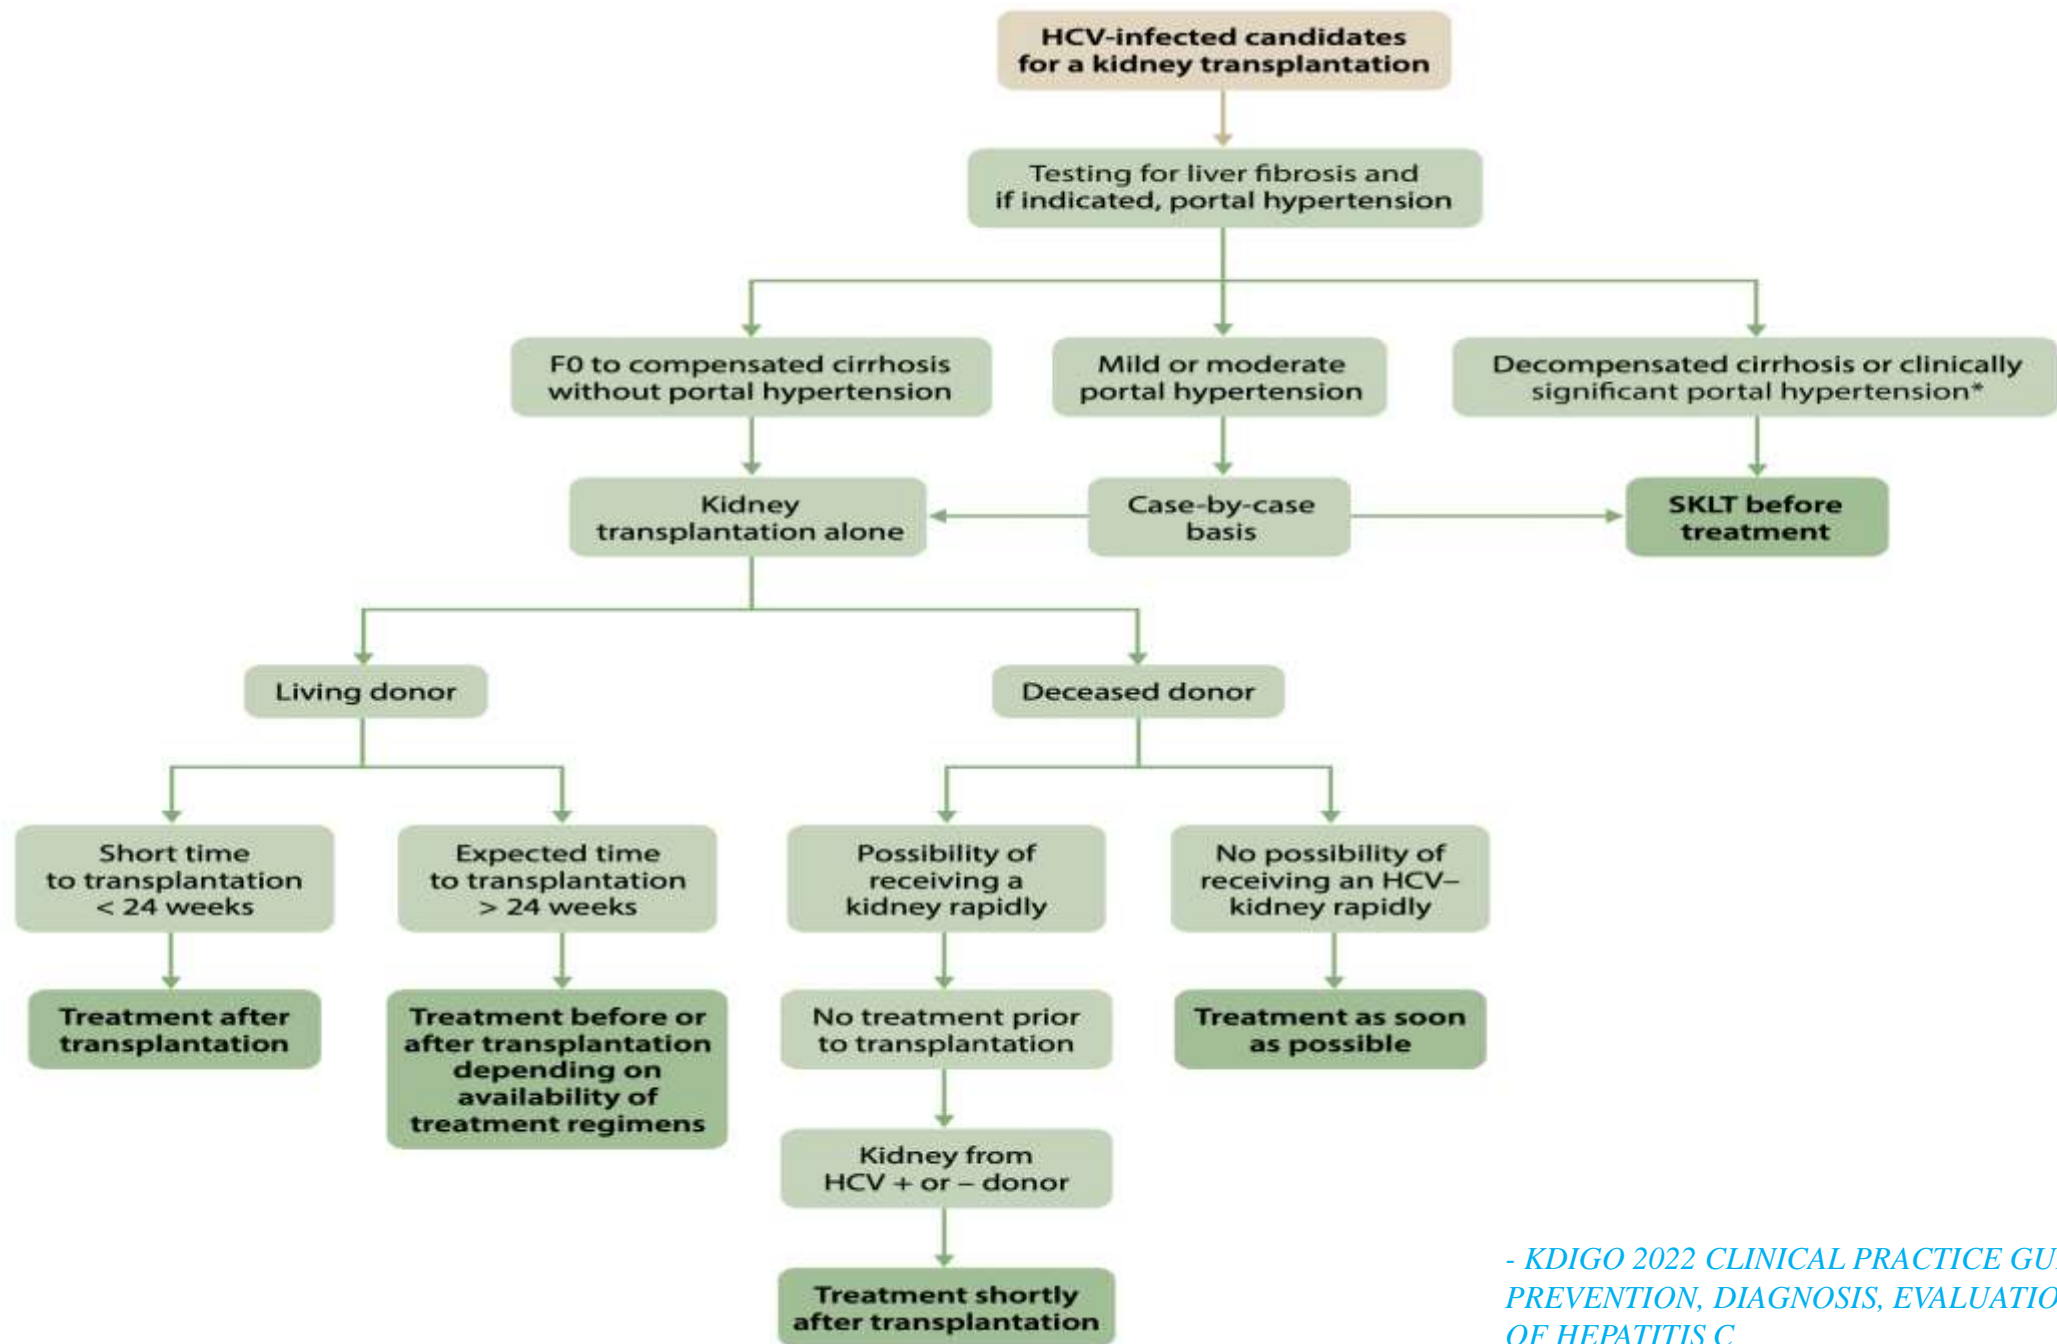 HCV-infected candidates
for a kidney transplantation
Testing for liver fibrosis and
if indicated, portal hypertension
F0 to compensated cirrhosis
without portal hypertension
Mild or moderate
portal hypertension
Decompensated cirrhosis or clinically
significant portal hypertension*
Kidney
transplantation alone
Case-by-case
basis
SKLT before
treatment
Living donor
Deceased donor
Short time
to transplantation
< 24 weeks
Expected time
to transplantation
> 24 weeks
Possibility of
receiving a
kidney rapidly
No possibility of
receiving an HCV–
kidney rapidly
Treatment after
transplantation
Treatment before or
after transplantation
depending on
availability of
treatment regimens
No treatment prior
to transplantation
Treatment as soon
as possible
Kidney from
HCV + or – donor
Treatment shortly
after transplantation
- KDIGO 2022 CLINICAL PRACTICE
PREVENTION, DIAGNOSIS,
OF HEPATITIS C